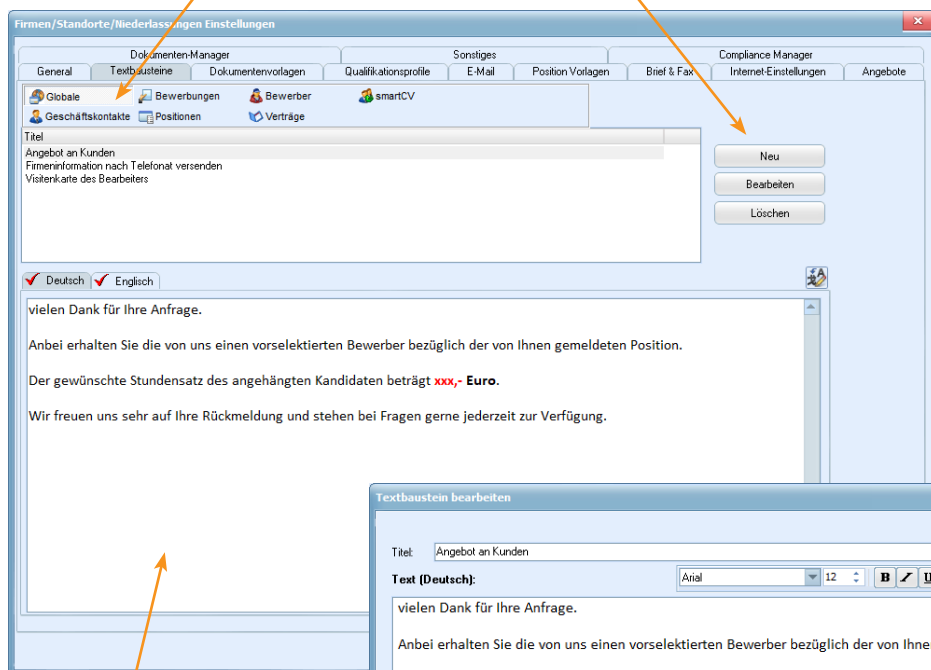 Firmen/Standorte/Niederlassungen Einstellungen
Dokumenten-Manager Sonstiges Compliance Manager
General Textbausteine Dokumentenvorlagen Qualifikationsprofile E-Mail Position Vorlagen Brief & Fax Internet-Einstellungen Angebote
Globale Bewerbungen Bewerber smartCV
Geschäftskontakte Positionen Verträge
Titel
Angebot an Kunden
Firmeninformation nach Telefonat versenden
Visitenkarte des Bearbeiters
Neu
Bearbeiten
Löschen
Deutsch Englisch
vielen Dank für Ihre Anfrage.
Anbei erhalten Sie die von uns einen vorselektierten Bewerber bezüglich der von Ihnen gemeldeten Position.
Der gewünschte Stundensatz des angehängten Kandidaten beträgt xxx,- Euro.
Wir freuen uns sehr auf Ihre Rückmeldung und stehen bei Fragen gerne jederzeit zur Verfügung.
Textbaustein bearbeiten
Titel: Angebot an Kunden
Text (Deutsch): Arial 12 B I U
vielen Dank für Ihre Anfrage.
Anbei erhalten Sie die von uns einen vorselektierten Bewerber bezüglich der von Ihne